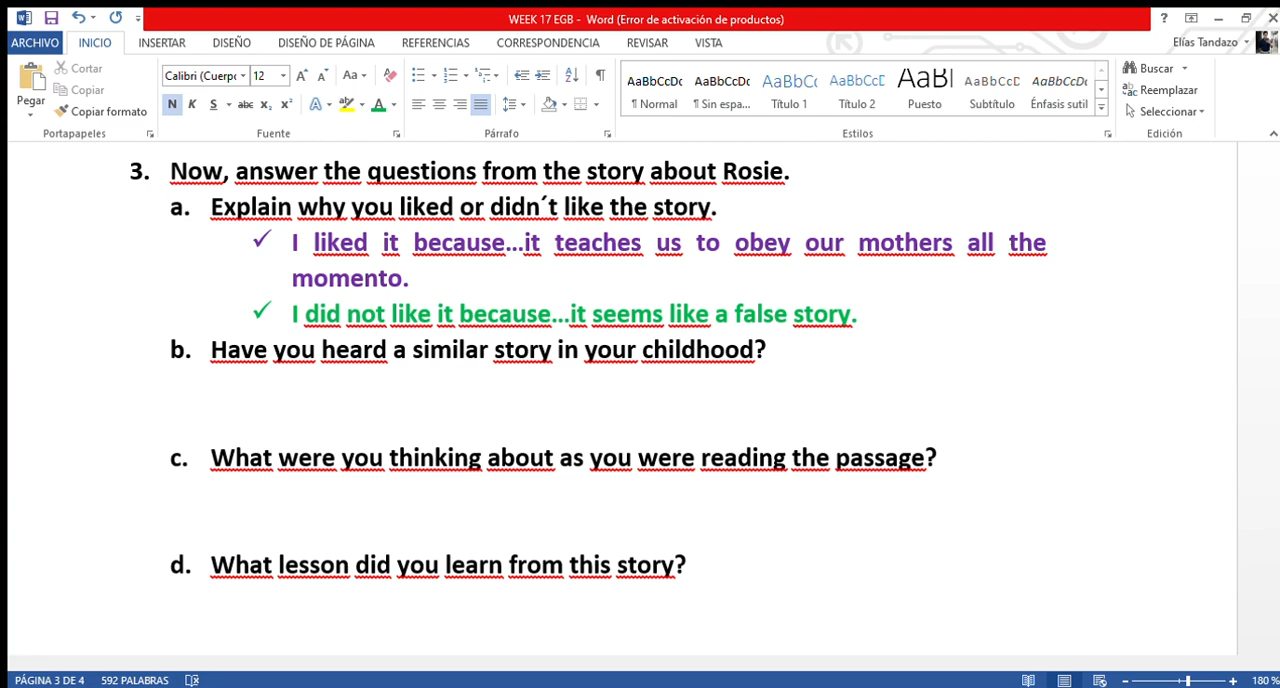 WEEK 17 EGB - Word (Error de activación de productos)
ARCHIVO INICIO INSERTAR DISEÑO DISEÑO DE PÁGINA REFERENCIAS CORRESPONDENCIA REVISAR VISTA Elías Tandazo
Pegar Cortar Copiar Copiar formato
Calibri (Cuerpo 12
N K S abc x₂ x² A A Aa A A
AaBbCcDc AaBbCcDc AaBbCc AaBbCcD AaBl AaBbCcD AaBbCcDc
¶ Normal ¶ Sin espa... Título 1 Título 2 Puesto Subtítulo Énfasis sutil
Buscar Reemplazar Seleccionar
Portapapeles Fuente Párrafo Estilos Edición
3. Now, answer the questions from the story about Rosie.
a. Explain why you liked or didn´t like the story.
✓ I liked it because...it teaches us to obey our mothers all the
momento.
✓ I did not like it because...it seems like a false story.
b. Have you heard a similar story in your childhood?
c. What were you thinking about as you were reading the passage?
d. What lesson did you learn from this story?
PÁGINA 3 DE 4 592 PALABRAS 180 %